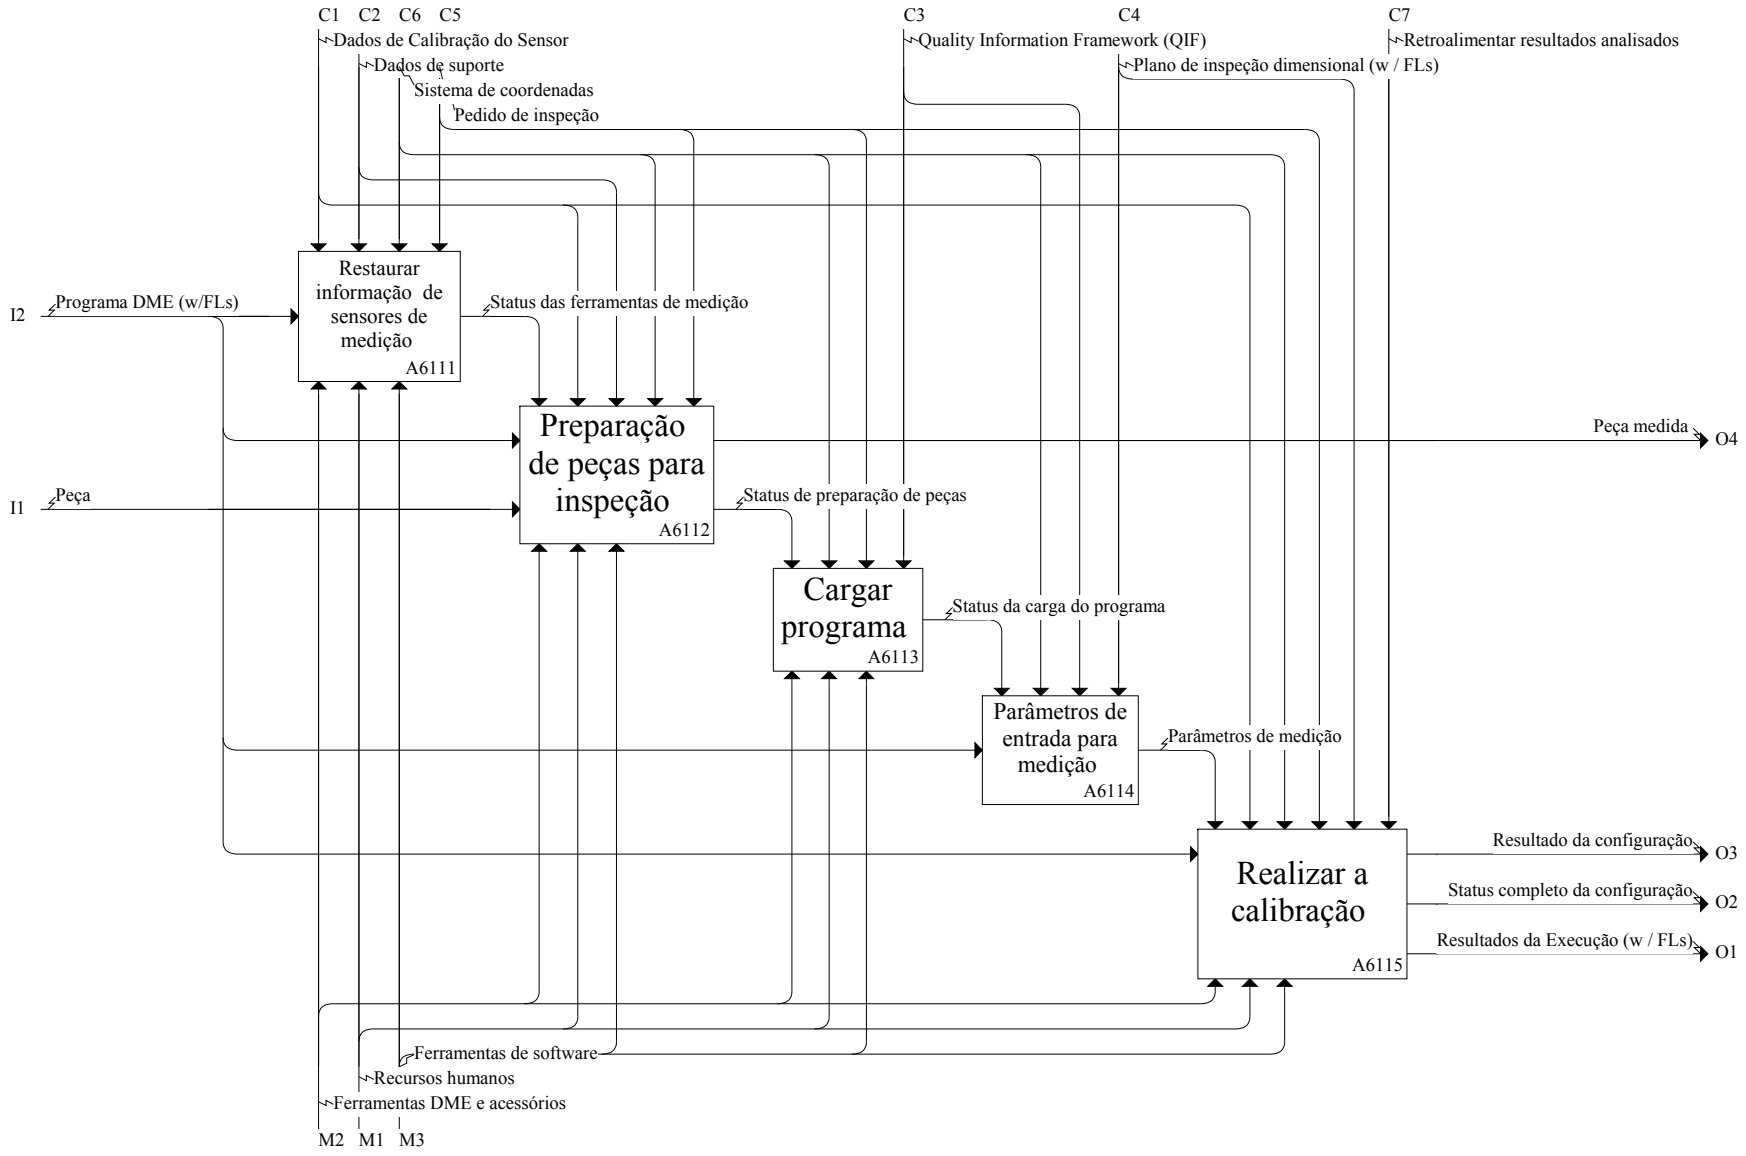 C1 C2 C6 C5 C3 C4 C7
Dados de Calibração do Sensor
Quality Information Framework (QIF)
Retroalimentar resultados analisados
Dados de suporte
Plano de inspeção dimensional (w / FLs)
Sistema de coordenadas
Pedido de inspeção
Restaurar
informação de
sensores de
medição
A6111
I2
Programa DME (w/FLs)
Status das ferramentas de medição
Preparação
de peças para
inspeção
A6112
Peça medida
O4
I1
Peça
Status de preparação de peças
Cargar
programa
A6113
Status da carga do programa
Parâmetros de
entrada para
medição
A6114
Parâmetros de medição
Realizar a
calibração
A6115
Resultado da configuração
O3
Status completo da configuração
O2
Resultados da Execução (w / FLs)
O1
Ferramentas de software
Recursos humanos
Ferramentas DME e acessórios
M2 M1 M3